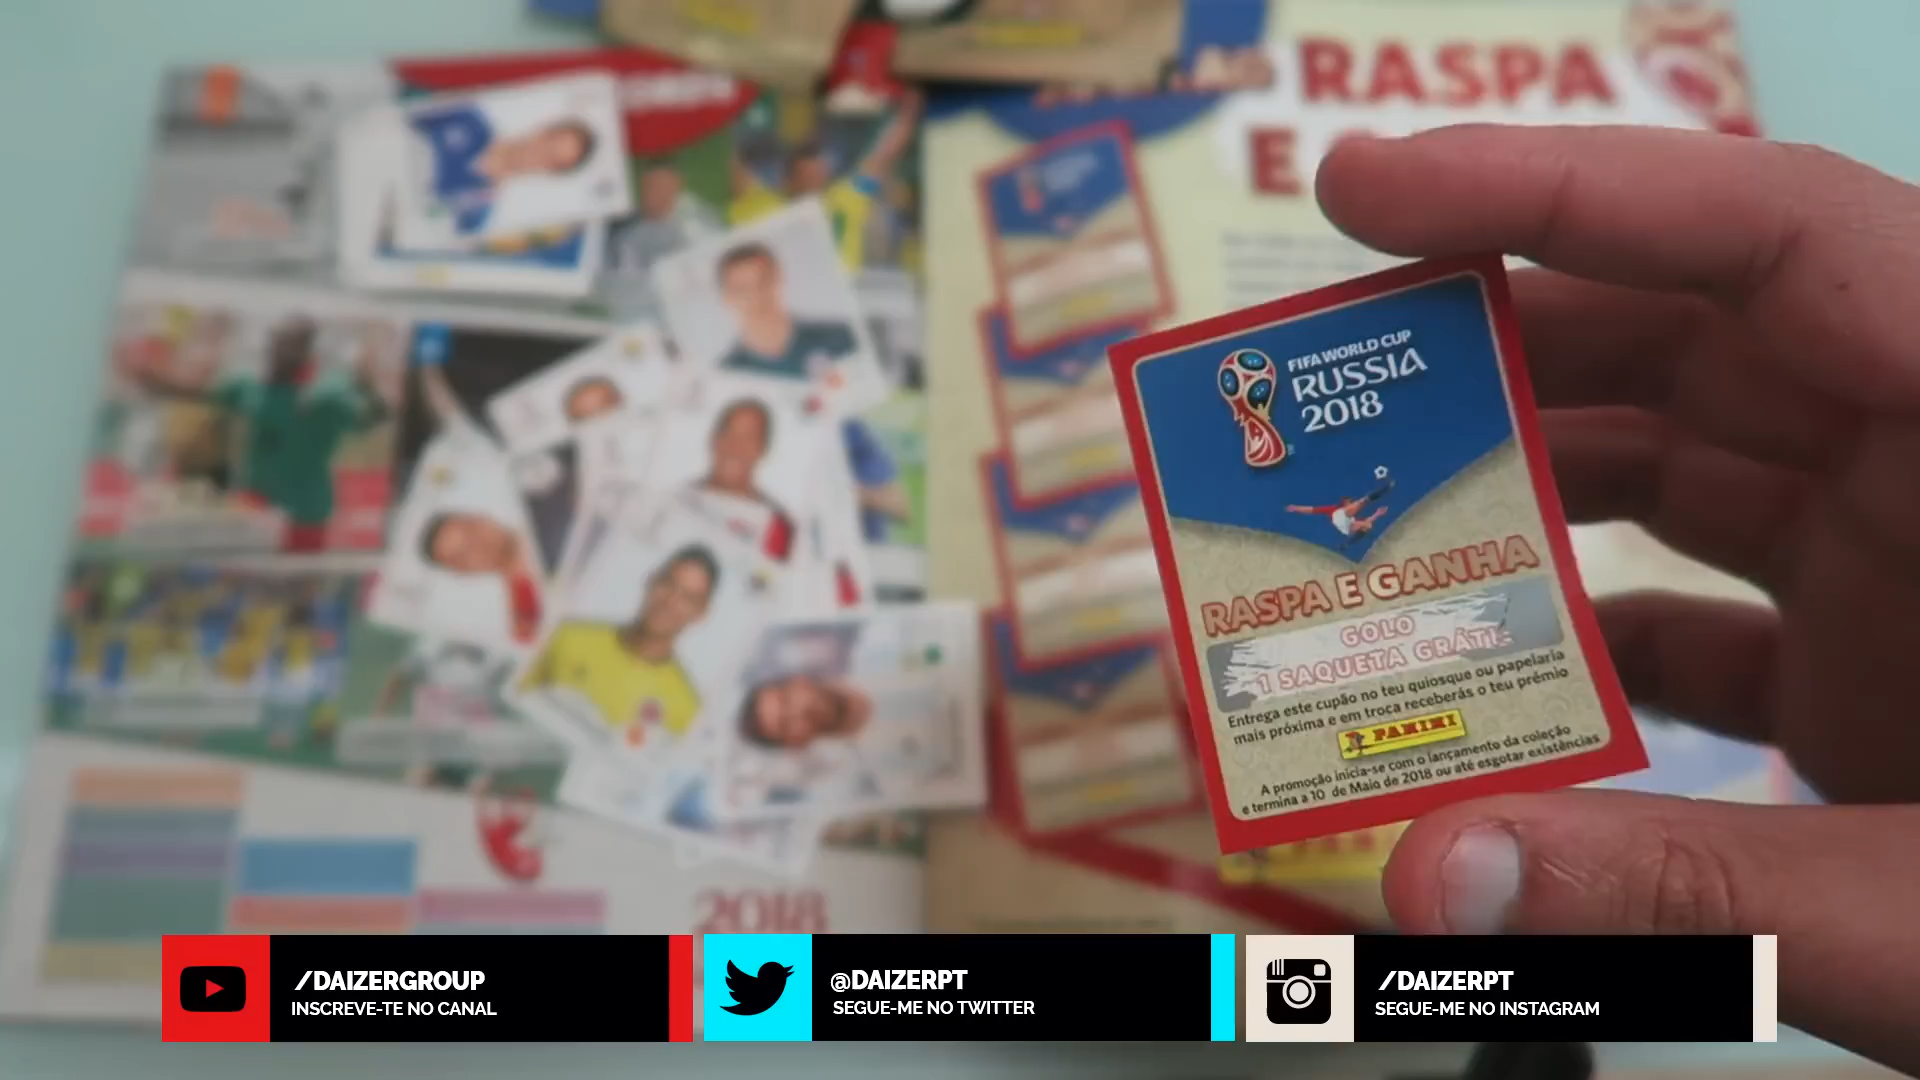 RASPA
E
FIFA WORLD CUP
RUSSIA
2018
RASPA E GANHA
GOLO
1 SAQUETA GRÁTIS
Entrega este cupão no teu quiosque ou papelaria
mais próxima e em troca receberás o teu prémio
PANINI
A promoção inicia-se com o lançamento da coleção
e termina a 10 de Maio de 2018 ou até esgotar existências
2018
/DAIZERGROUP
INSCREVE-TE NO CANAL
@DAIZERPT
SEGUE-ME NO TWITTER
/DAIZERPT
SEGUE-ME NO INSTAGRAM